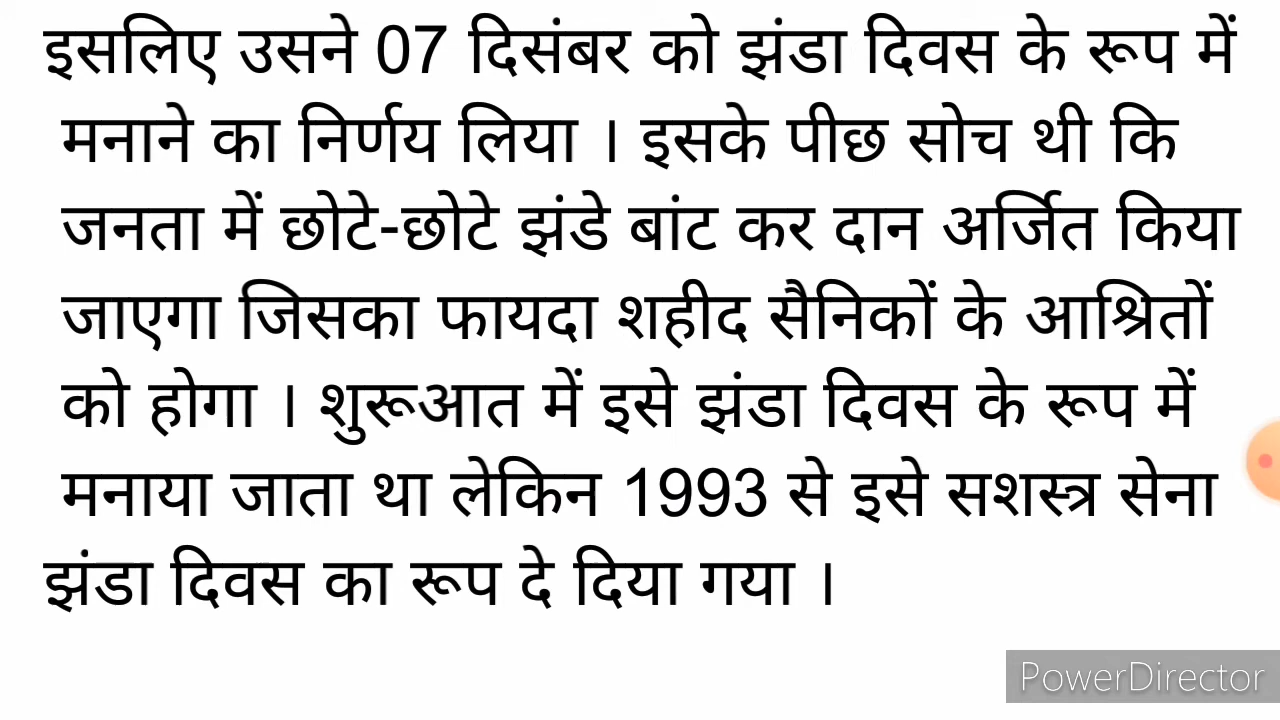 इसलिए उसने 07 दिसंबर को झंडा दिवस के रूप में
मनाने का निर्णय लिया । इसके पीछ सोच थी कि
जनता में छोटे-छोटे झंडे बांट कर दान अर्जित किया
जाएगा जिसका फायदा शहीद सैनिकों के आश्रितों
को होगा । शुरूआत में इसे झंडा दिवस के रूप में
मनाया जाता था लेकिन 1993 से इसे सशस्त्र सेना
झंडा दिवस का रूप दे दिया गया ।
PowerDirector